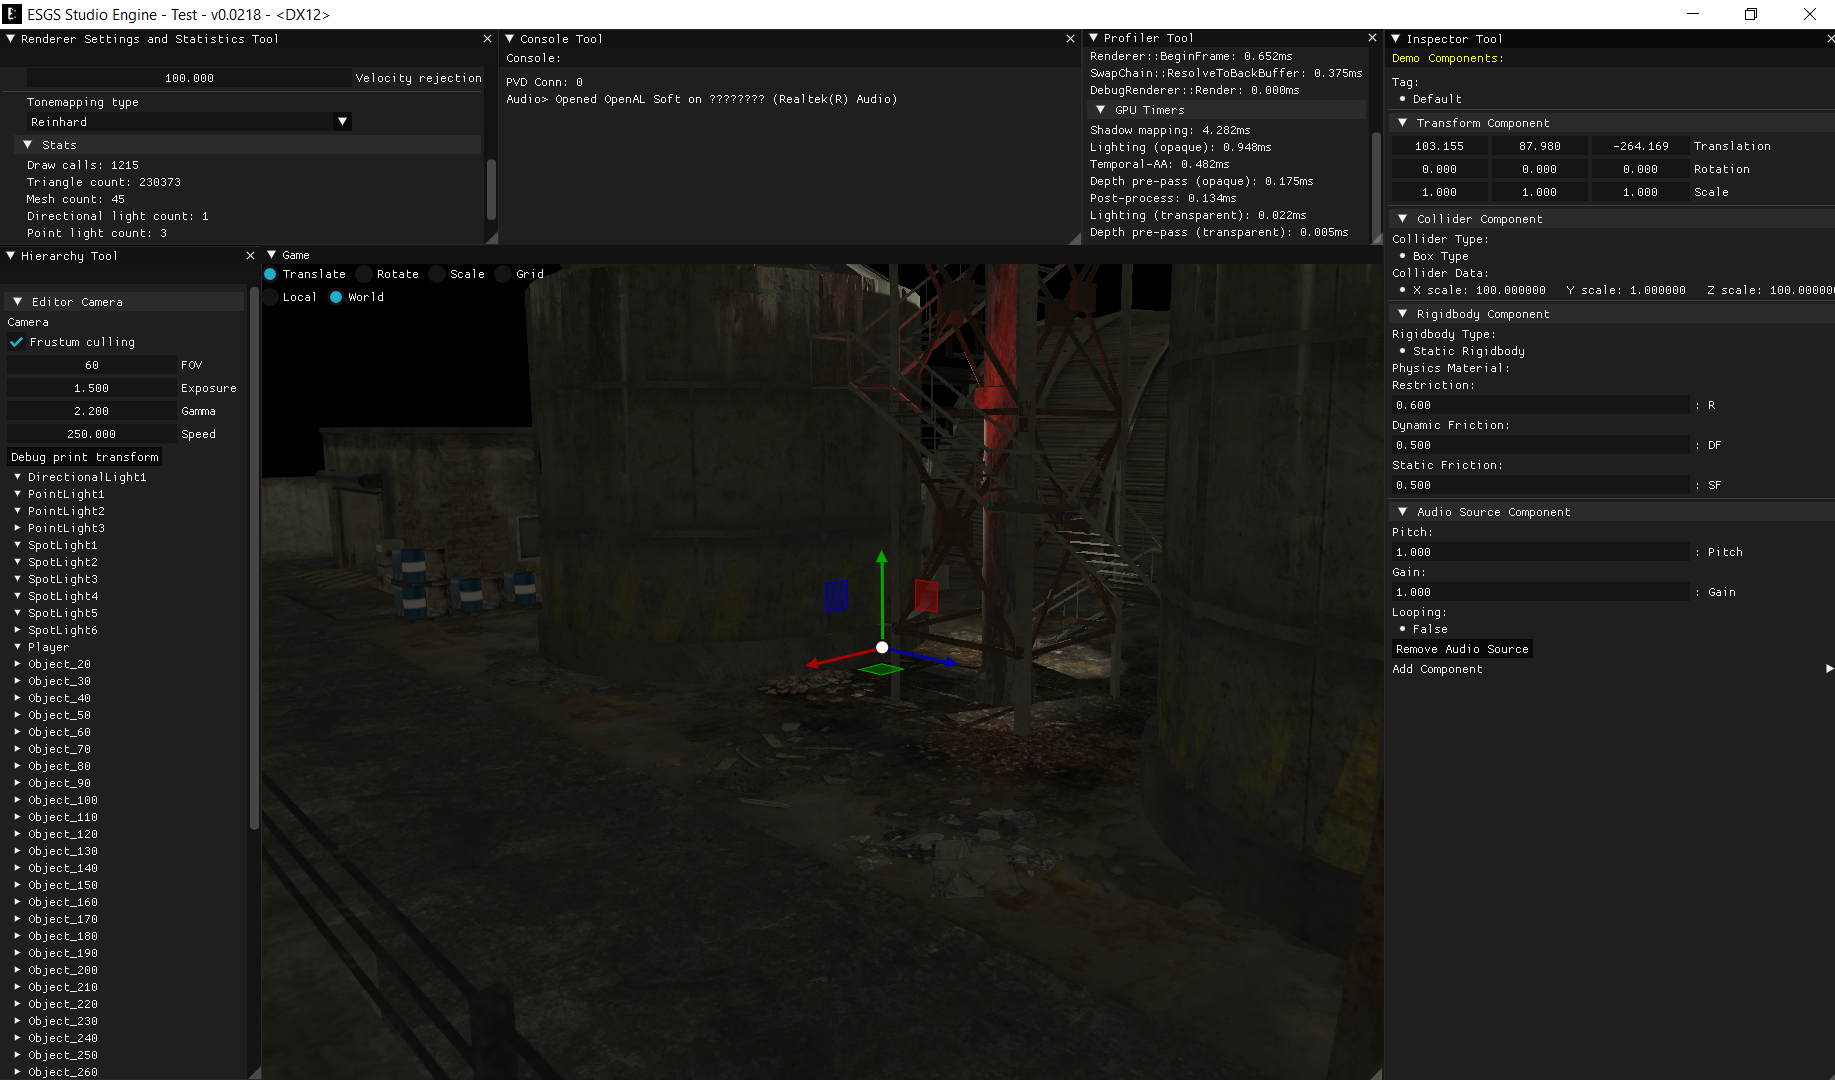 ESGS Studio Engine - Test - v0.0218 - <DX12>
Renderer Settings and Statistics Tool
100.000 Velocity rejection
Tonemapping type
Reinhard
Stats
Draw calls: 1215
Triangle count: 230373
Mesh count: 45
Directional light count: 1
Point light count: 3
Console Tool
Console:
PVD Conn: 0
Audio> Opened OpenAL Soft on ???????? (Realtek(R) Audio)
Profiler Tool
Renderer::BeginFrame: 0.652ms
SwapChain::ResolveToBackBuffer: 0.375ms
DebugRenderer::Render: 0.000ms
GPU Timers
Shadow mapping: 4.282ms
Lighting (opaque): 0.948ms
Temporal-AA: 0.482ms
Depth pre-pass (opaque): 0.175ms
Post-process: 0.134ms
Lighting (transparent): 0.022ms
Depth pre-pass (transparent): 0.005ms
Hierarchy Tool
Editor Camera
Camera
Frustum culling
60 FOV
1.500 Exposure
2.200 Gamma
250.000 Speed
Debug print transform
DirectionalLight1
PointLight1
PointLight2
PointLight3
SpotLight1
SpotLight2
SpotLight3
SpotLight4
SpotLight5
SpotLight6
Player
Object_20
Object_30
Object_40
Object_50
Object_60
Object_70
Object_80
Object_90
Object_100
Object_110
Object_120
Object_130
Object_140
Object_150
Object_160
Object_170
Object_180
Object_190
Object_200
Object_210
Object_220
Object_230
Object_240
Object_250
Object_260
Game
Translate Rotate Scale Grid
Local World
Inspector Tool
Demo Components:
Tag:
Default
Transform Component
103.155 87.980 -264.169 Translation
0.000 0.000 0.000 Rotation
1.000 1.000 1.000 Scale
Collider Component
Collider Type:
Box Type
Collider Data:
X scale: 100.000000 Y scale: 1.000000 Z scale: 100.00000
Rigidbody Component
Rigidbody Type:
Static Rigidbody
Physics Material:
Restriction:
0.600 : R
Dynamic Friction:
0.500 : DF
Static Friction:
0.500 : SF
Audio Source Component
Pitch:
1.000 : Pitch
Gain:
1.000 : Gain
Looping:
False
Remove Audio Source
Add Component